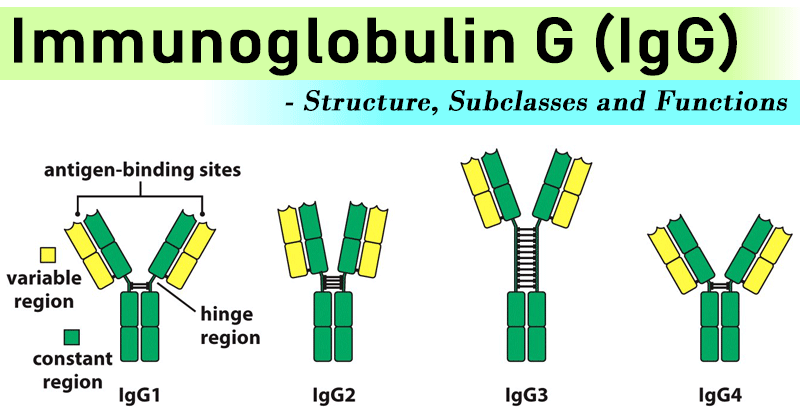 Immunoglobulin G (IgG)
- Structure, Subclasses and Functions
antigen-binding sites
variable
region
hinge
region
constant
region
IgG1
IgG2
IgG3
IgG4